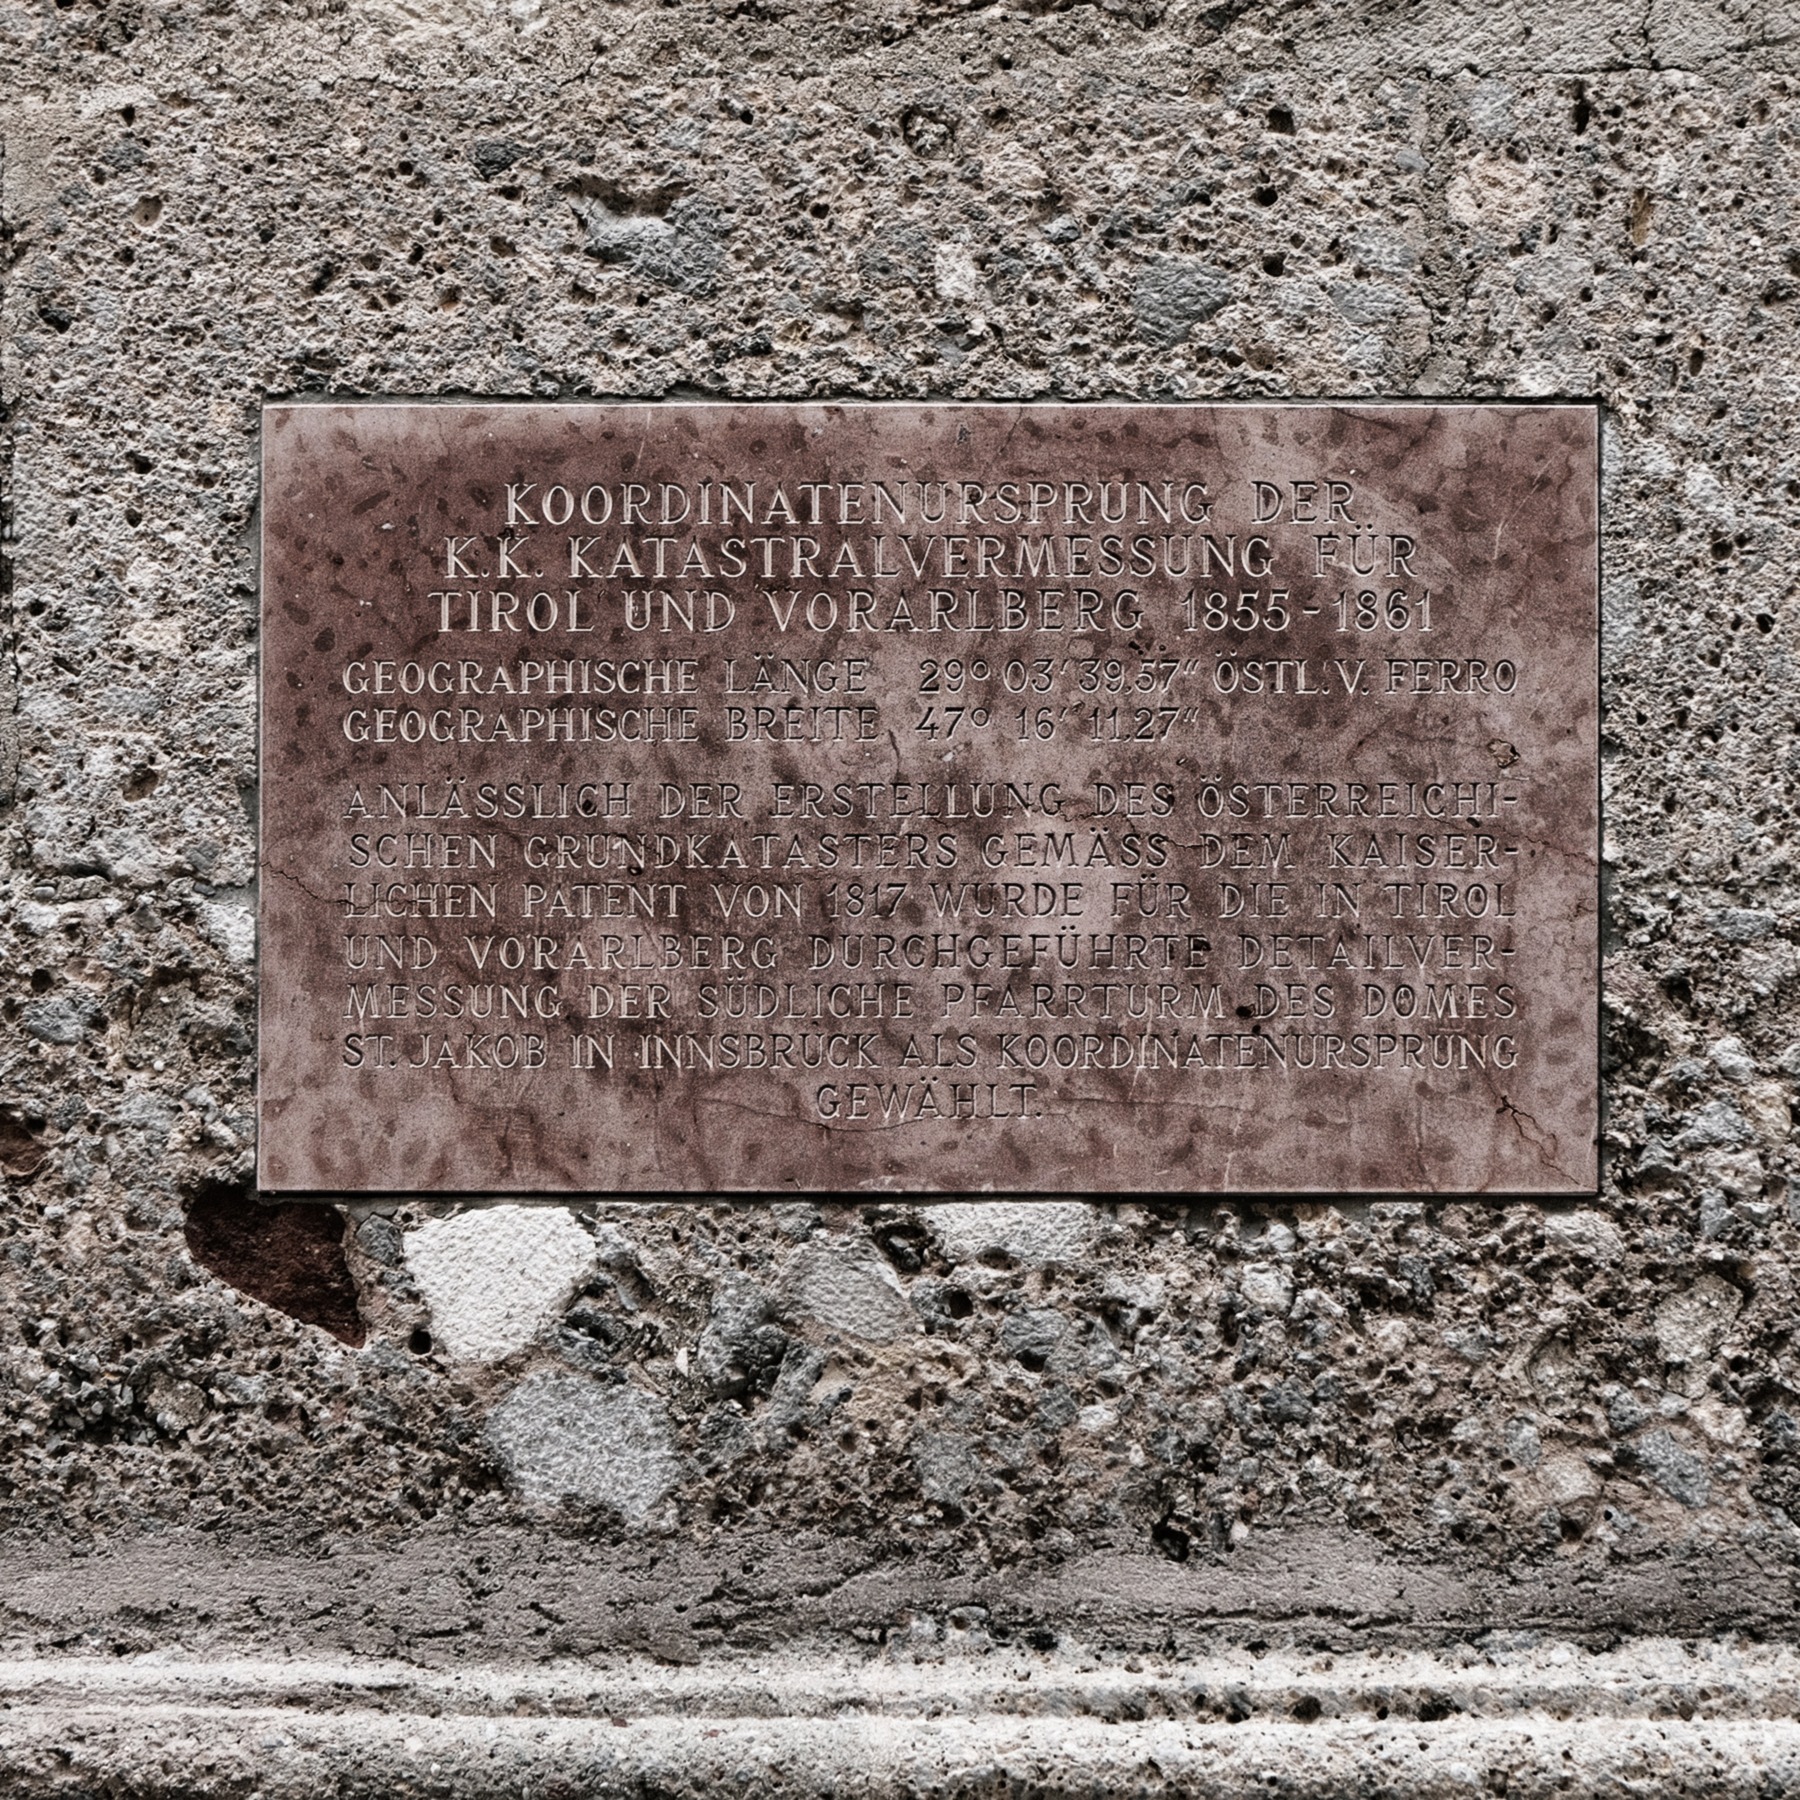 KOORDINATENURSPRUNG DER
K.K. KATASTRALVERMESSUNG FÜR
TIROL UND VORARLBERG 1855-1861
GEOGRAPHISCHE LÄNGE 29° 03' 39.57" ÖSTL. V. FERRO
GEOGRAPHISCHE BREITE 47° 16' 11.27"
ANLÄSSLICH DER ERSTELLUNG DES ÖSTERREICHI-
SCHEN GRUNDKATASTERS GEMÄSS DEM KAISER-
LICHEN PATENT VON 1817 WURDE FÜR DIE IN TIROL
UND VORARLBERG DURCHGEFÜHRTE DETAILVER-
MESSUNG DER SÜDLICHE PFARRTURM DES DOMES
ST. JAKOB IN INNSBRUCK ALS KOORDINATENURSPRUNG
GEWÄHLT.